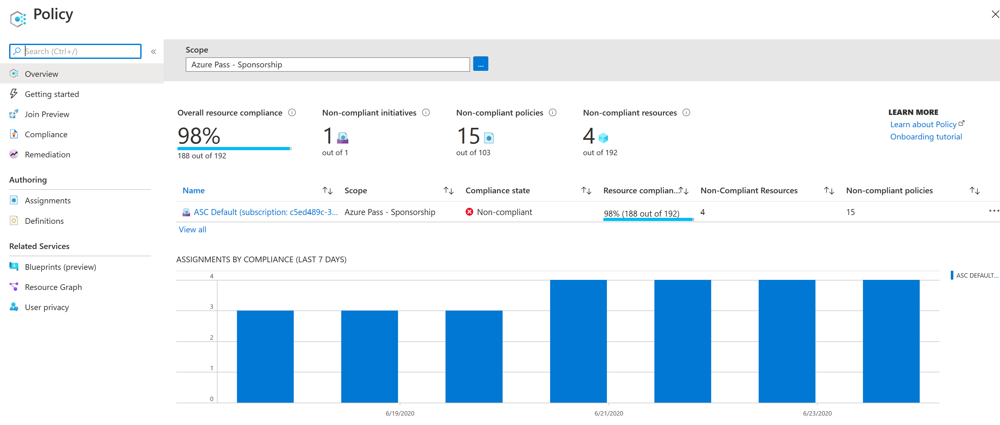 Policy
Search (Ctrl+/)
Overview
Getting started
Join Preview
Compliance
Remediation
Authoring
Assignments
Definitions
Related Services
Blueprints (preview)
Resource Graph
User privacy
Scope
Azure Pass - Sponsorship
...
Overall resource compliance
98%
188 out of 192
Non-compliant initiatives
1
out of 1
Non-compliant policies
15
out of 103
Non-compliant resources
4
out of 192
LEARN MORE
Learn about Policy
Onboarding tutorial
Name Scope Compliance state Resource complian... Non-Compliant Resources Non-compliant policies
ASC Default (subscription: c5ed489c-3... Azure Pass - Sponsorship Non-compliant 98% (188 out of 192) 4 15
View all
ASSIGNMENTS BY COMPLIANCE (LAST 7 DAYS)
4
3
2
1
0
6/19/2020 6/21/2020 6/23/2020
ASC DEFAULT...